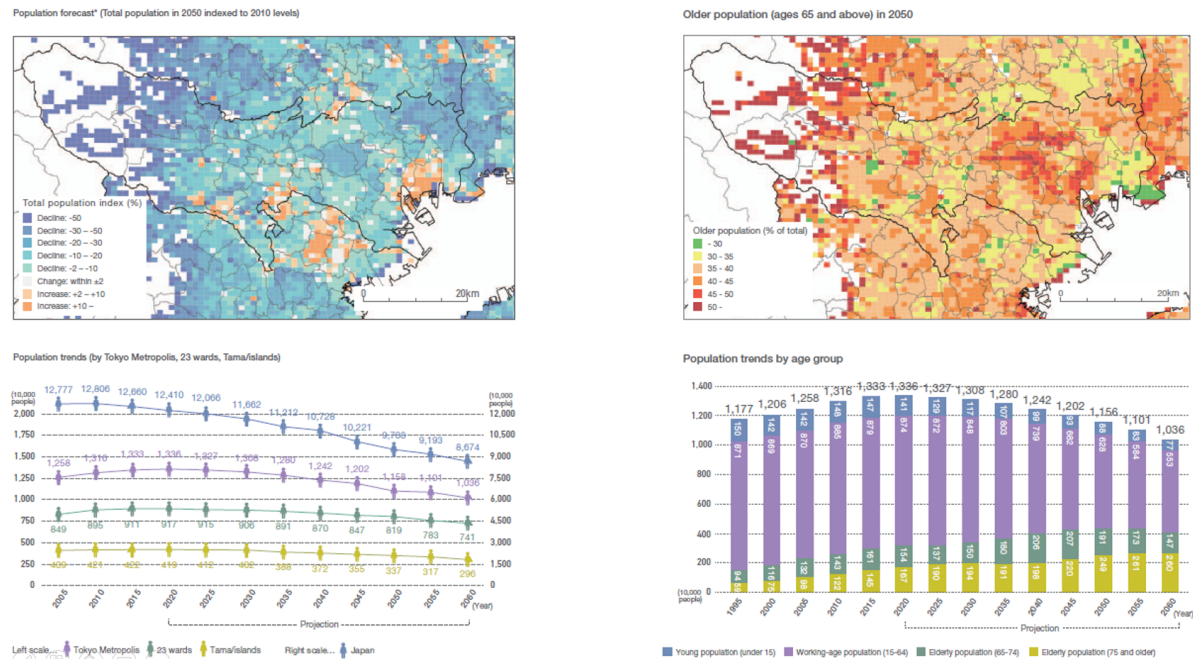 Population forecast* (Total population in 2050 indexed to 2010 levels)
Total population index (%)
Decline: -50
Decline: -30 – -50
Decline: -20 – -30
Decline: -10 – -20
Decline: -2 – -10
Change: within ±2
Increase: +2 – +10
Increase: +10 –
0 20km
Older population (ages 65 and above) in 2050
Older population (% of total)
- 30
30 - 35
35 - 40
40 - 45
45 - 50
50 -
0 20km
Population trends (by Tokyo Metropolis, 23 wards, Tama/islands)
(10,000 people)
2,000
1,750
1,500
1,250
1,000
750
500
250
0
(10,000 people)
12,000
10,500
9,000
7,500
6,000
4,500
3,000
1,500
0
12,777 12,806 12,660 12,410 12,066 11,662 11,212 10,728 10,221 9,708 9,193 8,674
1,258 1,316 1,333 1,336 1,327 1,308 1,280 1,242 1,202 1,101 1,036
849 895 911 917 915 906 891 870 847 819 783 741
409 421 422 419 412 402 388 372 355 337 317 296
2005 2010 2015 2020 2025 2030 2035 2040 2045 2050 2055 2060 (Year)
Projection
Left scale... Tokyo Metropolis 23 wards Tama/islands Right scale... Japan
Population trends by age group
1,400
1,200
1,000
800
600
400
200
0
(10,000 people)
1,177 1,206 1,258 1,316 1,333 1,336 1,327 1,308 1,280 1,242 1,202 1,156 1,101 1,036
150 142 142 148 147 141 129 117 107 99 93 88 83 77
871 869 870 885 879 874 872 848 803 739 682 628 584 553
94 116 132 143 161 154 137 150 180 206 207 191 173 147
59 98 122 145 167 190 194 191 198 220 249 261 260
1995 2000 2005 2010 2015 2020 2025 2030 2035 2040 2045 2050 2055 2060 (Year)
Projection
Young population (under 15) Working-age population (15-64) Elderly population (65-74) Elderly population (75 and older)